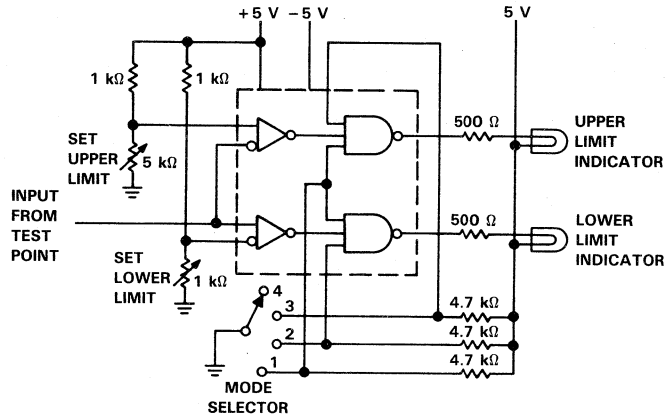 +5 V −5 V 5 V
1 kΩ 1 kΩ
SET
UPPER
LIMIT
5 kΩ
500 Ω
UPPER
LIMIT
INDICATOR
INPUT
FROM
TEST
POINT
500 Ω
LOWER
LIMIT
INDICATOR
SET
LOWER
LIMIT
1 kΩ
4
3
4.7 kΩ
2
4.7 kΩ
1
4.7 kΩ
MODE
SELECTOR